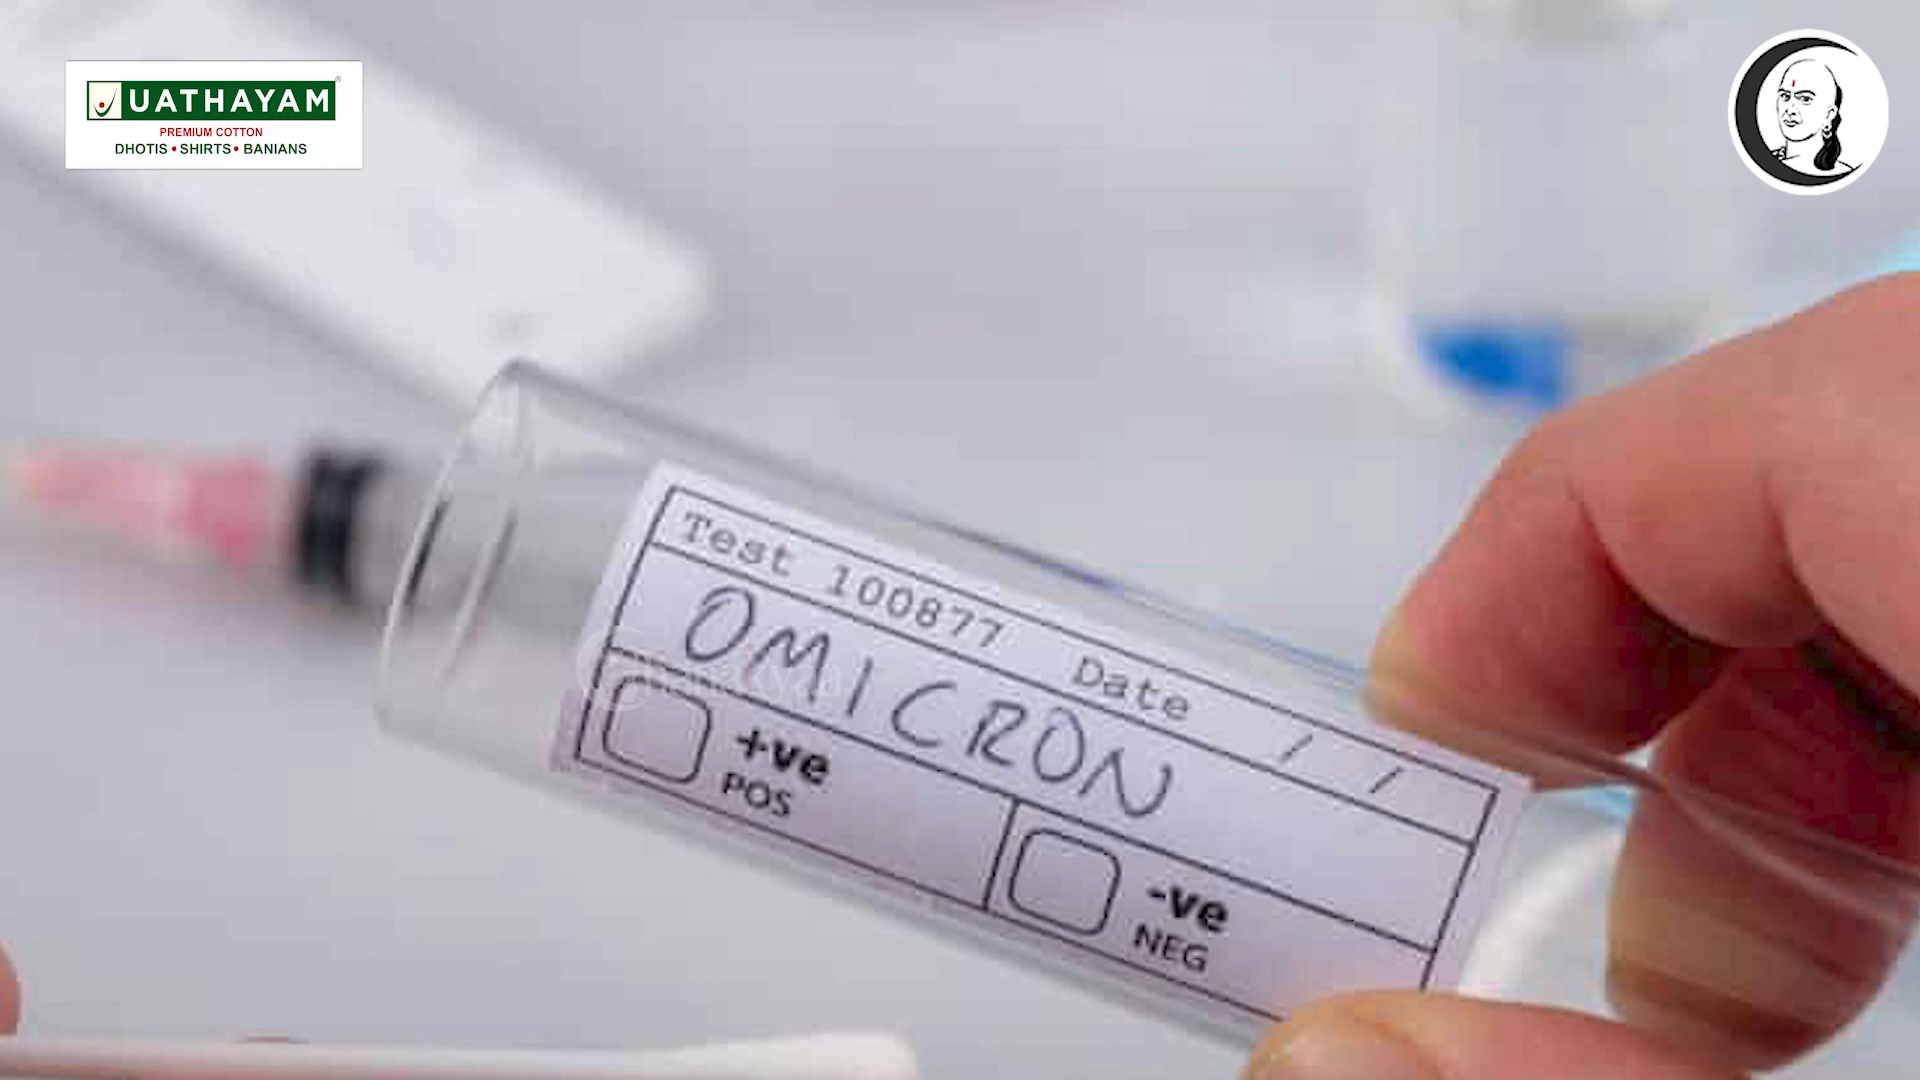 UATHAYAM
PREMIUM COTTON
DHOTIS • SHIRTS • BANIANS
Test 100877 Date / /
OMICRON
+ve
POS
-ve
NEG